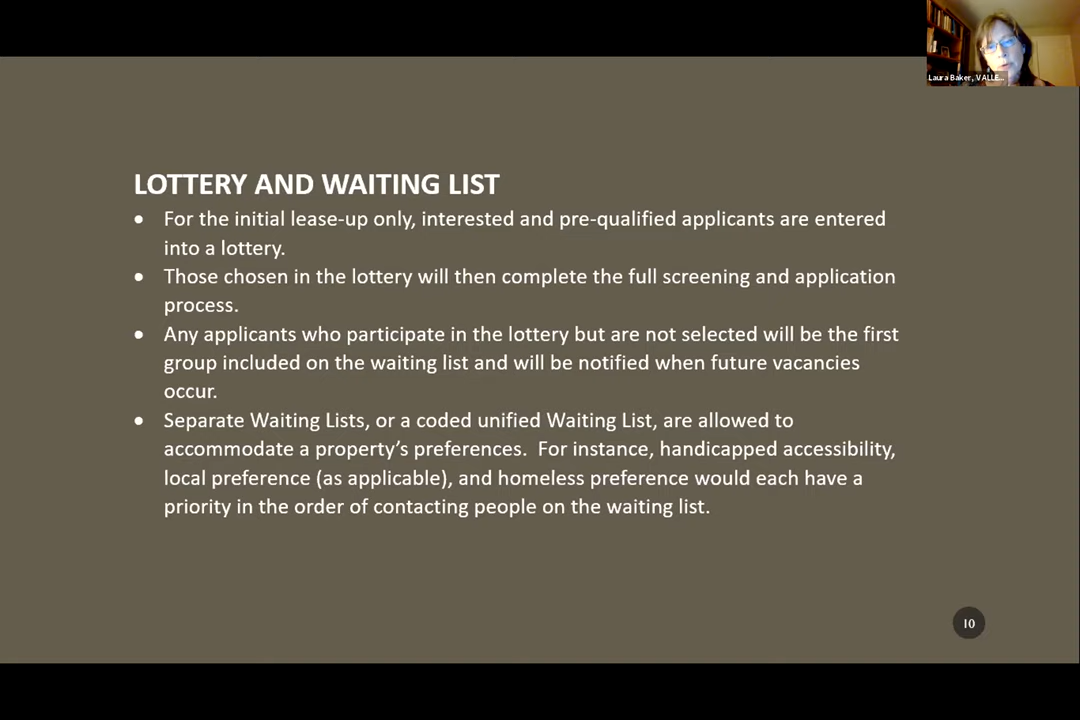 Laura Baker, VALLE...
LOTTERY AND WAITING LIST
• For the initial lease-up only, interested and pre-qualified applicants are entered
into a lottery.
• Those chosen in the lottery will then complete the full screening and application
process.
• Any applicants who participate in the lottery but are not selected will be the first
group included on the waiting list and will be notified when future vacancies
occur.
• Separate Waiting Lists, or a coded unified Waiting List, are allowed to
accommodate a property’s preferences.  For instance, handicapped accessibility,
local preference (as applicable), and homeless preference would each have a
priority in the order of contacting people on the waiting list.
10